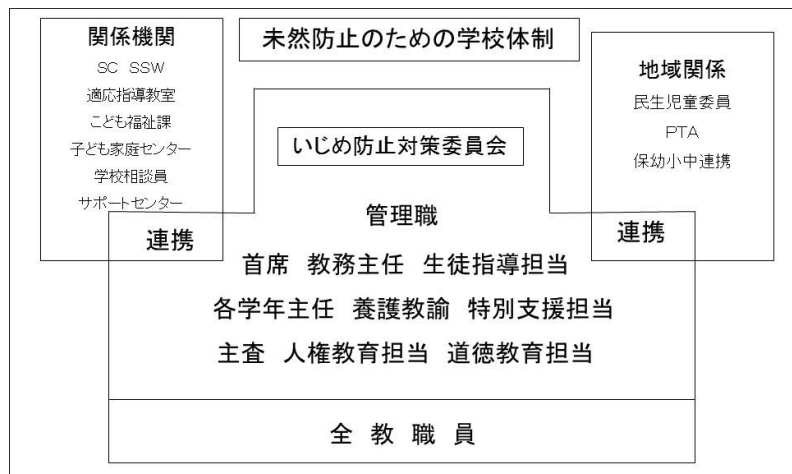 未然防止のための学校体制
関係機関
SC SSW
適応指導教室
こども福祉課
子ども家庭センター
学校相談員
サポートセンター
連携
地域関係
民生児童委員
PTA
保幼小中連携
連携
いじめ防止対策委員会
管理職
首席 教務主任 生徒指導担当
各学年主任 養護教諭 特別支援担当
主査 人権教育担当 道徳教育担当
全 教 職 員